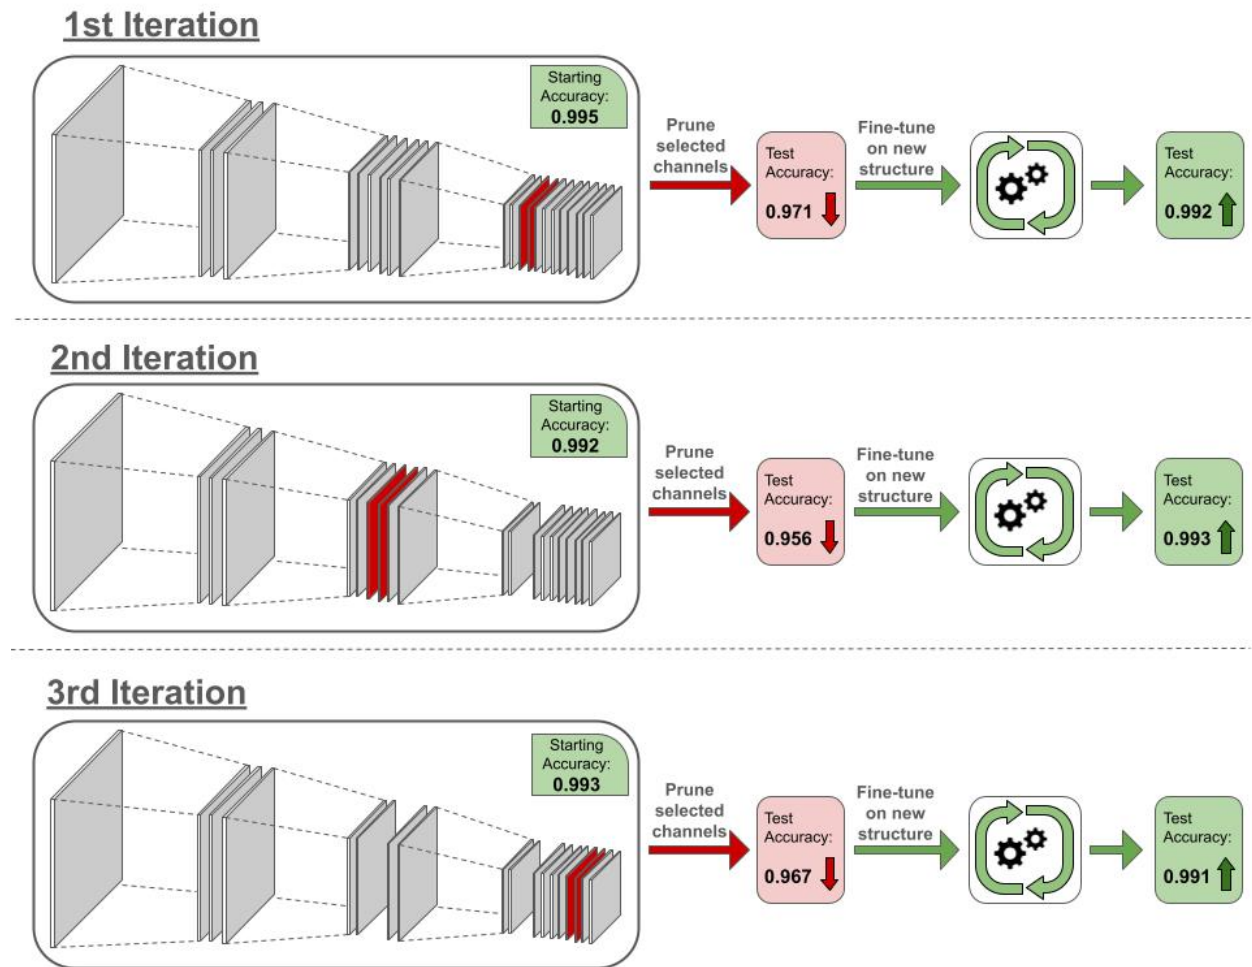 1st Iteration
Starting
Accuracy:
0.995
Prune
selected
channels
Test
Accuracy:
0.971
Fine-tune
on new
structure
Test
Accuracy:
0.992
2nd Iteration
Starting
Accuracy:
0.992
Prune
selected
channels
Test
Accuracy:
0.956
Fine-tune
on new
structure
Test
Accuracy:
0.993
3rd Iteration
Starting
Accuracy:
0.993
Prune
selected
channels
Test
Accuracy:
0.967
Fine-tune
on new
structure
Test
Accuracy:
0.991